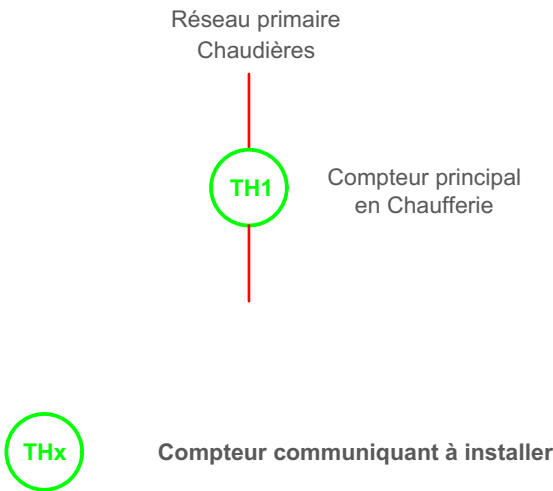 Réseau primaire
Chaudières
TH1
Compteur principal
en Chaufferie
THx
Compteur communiquant à installer